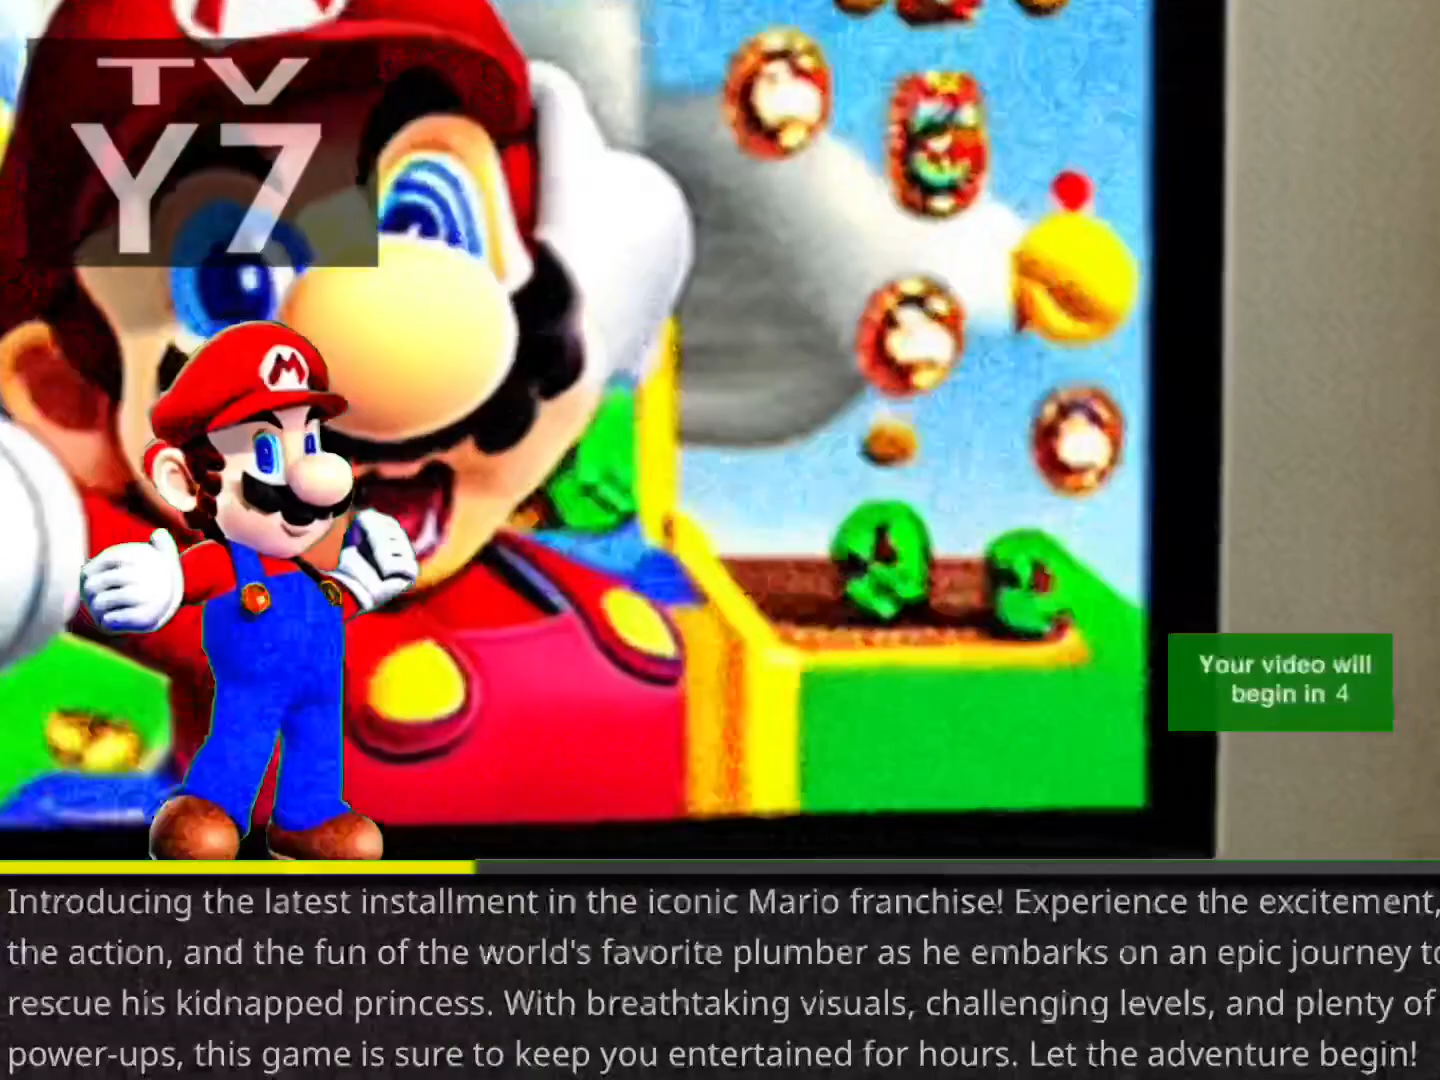 TV
Y7
M
Your video will
begin in 4
Introducing the latest installment in the iconic Mario franchise! Experience the excitement,
the action, and the fun of the world's favorite plumber as he embarks on an epic journey to
rescue his kidnapped princess. With breathtaking visuals, challenging levels, and plenty of
power-ups, this game is sure to keep you entertained for hours. Let the adventure begin!